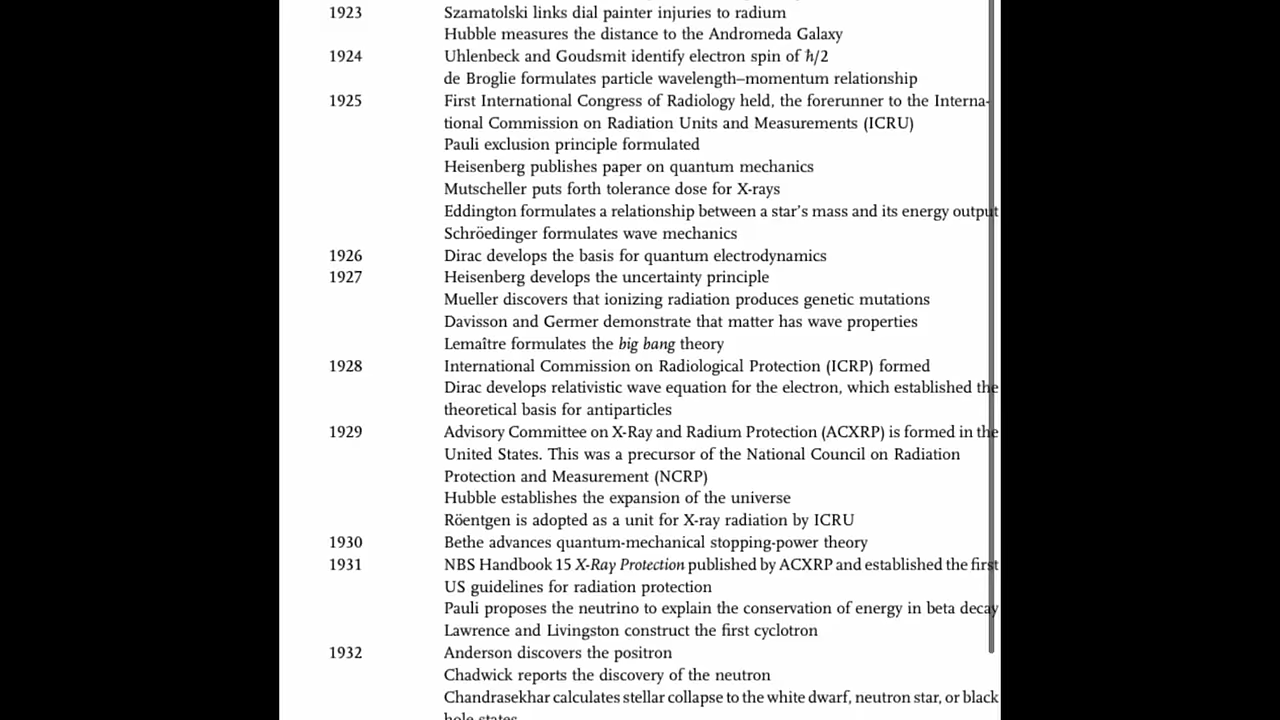 1923 Szamatolski links dial painter injuries to radium
Hubble measures the distance to the Andromeda Galaxy
1924 Uhlenbeck and Goudsmit identify electron spin of ħ/2
de Broglie formulates particle wavelength–momentum relationship
1925 First International Congress of Radiology held, the forerunner to the Interna-
tional Commission on Radiation Units and Measurements (ICRU)
Pauli exclusion principle formulated
Heisenberg publishes paper on quantum mechanics
Mutscheller puts forth tolerance dose for X-rays
Eddington formulates a relationship between a star's mass and its energy output
Schröedinger formulates wave mechanics
1926 Dirac develops the basis for quantum electrodynamics
1927 Heisenberg develops the uncertainty principle
Mueller discovers that ionizing radiation produces genetic mutations
Davisson and Germer demonstrate that matter has wave properties
Lemaître formulates the big bang theory
1928 International Commission on Radiological Protection (ICRP) formed
Dirac develops relativistic wave equation for the electron, which established the
theoretical basis for antiparticles
1929 Advisory Committee on X-Ray and Radium Protection (ACXRP) is formed in the
United States. This was a precursor of the National Council on Radiation
Protection and Measurement (NCRP)
Hubble establishes the expansion of the universe
Röentgen is adopted as a unit for X-ray radiation by ICRU
1930 Bethe advances quantum-mechanical stopping-power theory
1931 NBS Handbook 15 X-Ray Protection published by ACXRP and established the first
US guidelines for radiation protection
Pauli proposes the neutrino to explain the conservation of energy in beta decay
Lawrence and Livingston construct the first cyclotron
1932 Anderson discovers the positron
Chadwick reports the discovery of the neutron
Chandrasekhar calculates stellar collapse to the white dwarf, neutron star, or black
hole states